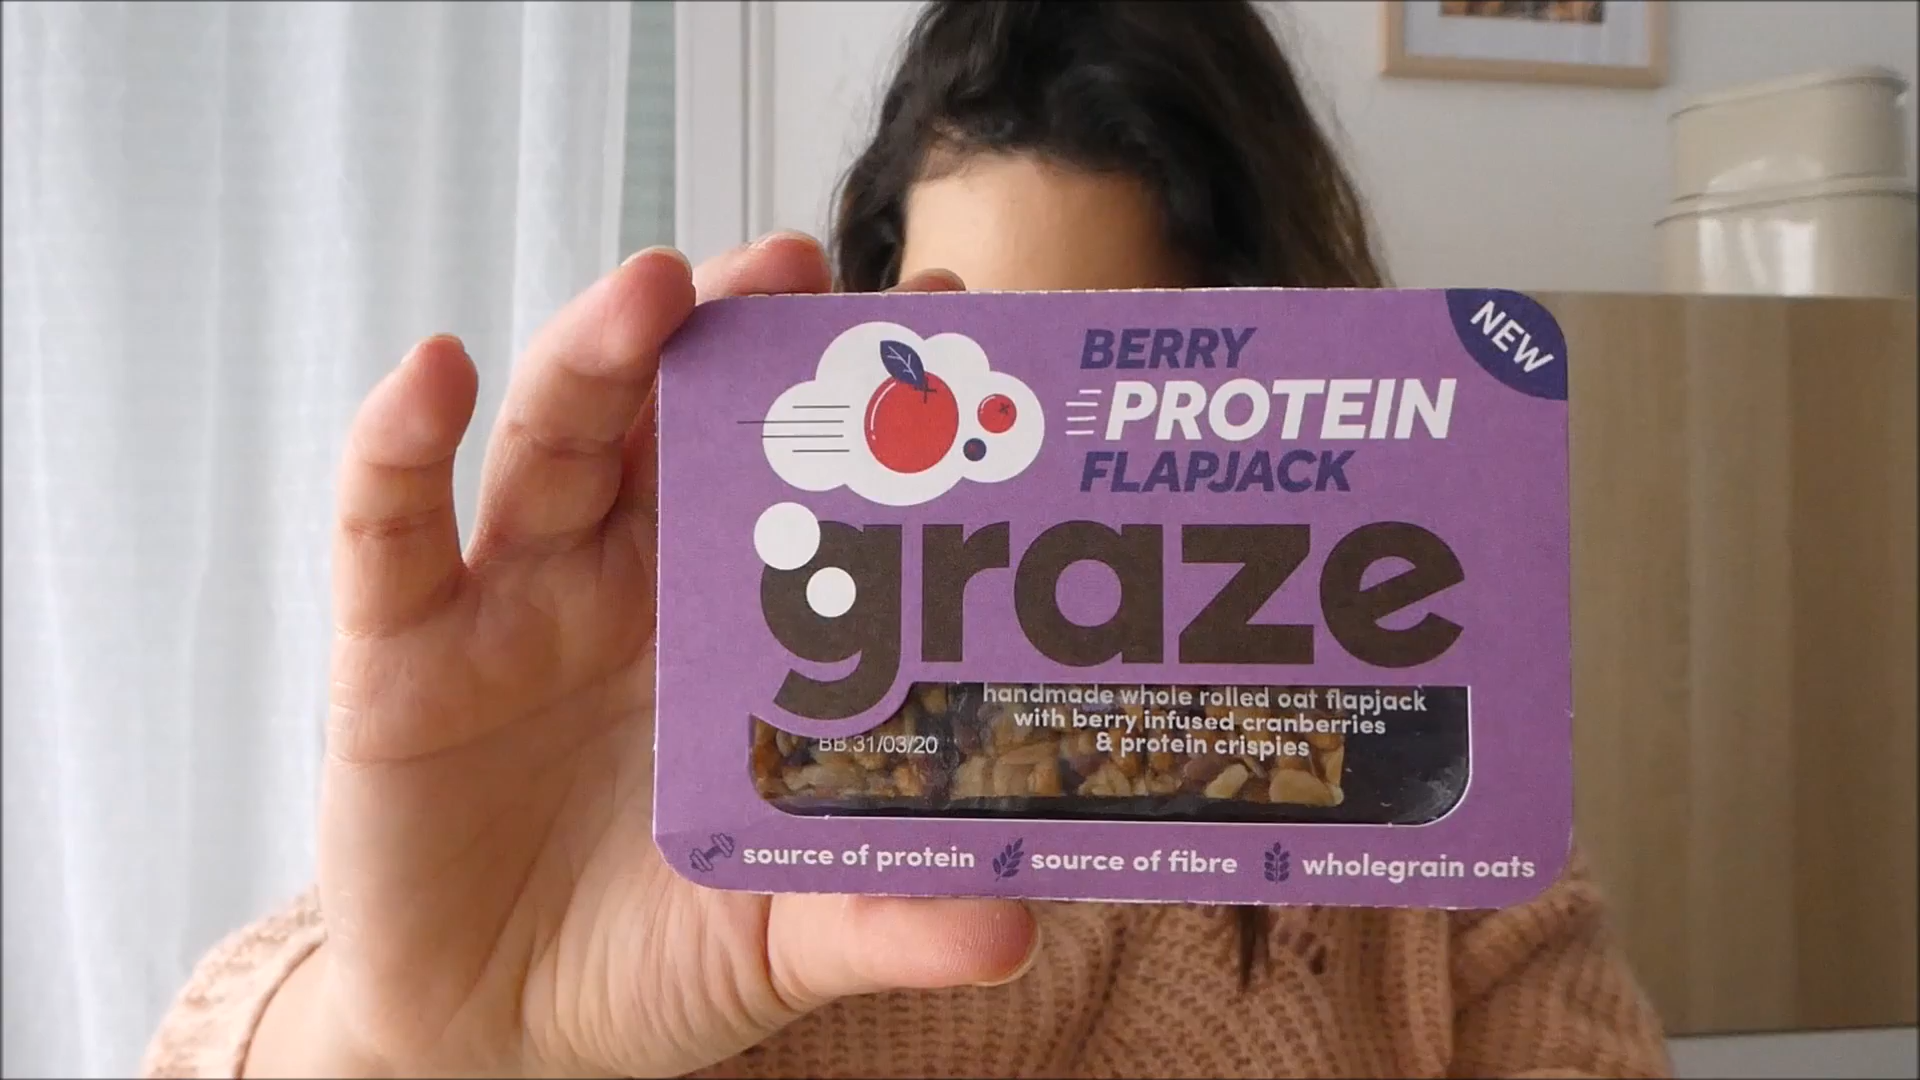 NEW
BERRY
PROTEIN
FLAPJACK
graze
handmade whole rolled oat flapjack
with berry infused cranberries
& protein crispies
BB:31/03/20
source of protein
source of fibre
wholegrain oats